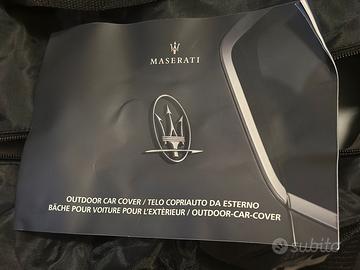 MASERATI
OUTDOOR CAR COVER / TELO COPRIAUTO DA ESTERNO
BÂCHE POUR VOITURE POUR L'EXTÉRIEUR / OUTDOOR-CAR-COVER
subito